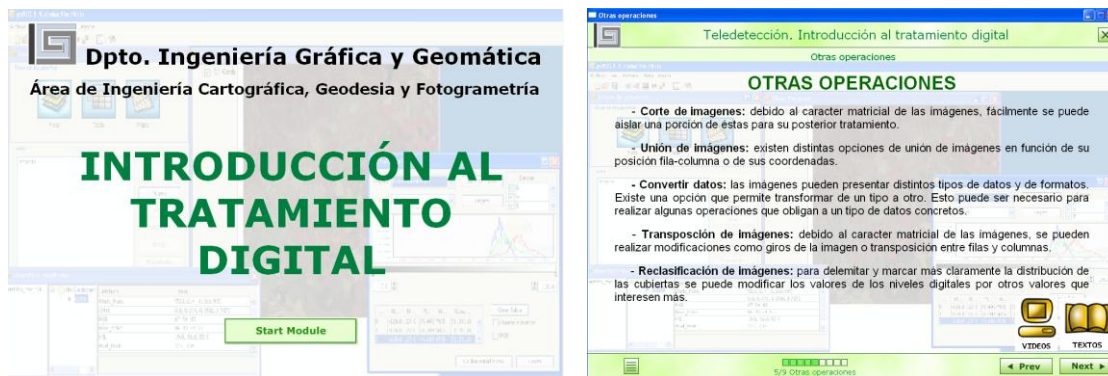 Dpto. Ingeniería Gráfica y Geomática
Área de Ingeniería Cartográfica, Geodesia y Fotogrametría
INTRODUCCIÓN AL
TRATAMIENTO
DIGITAL
Start Module
Otras operaciones
Teledetección. Introducción al tratamiento digital
Otras operaciones
OTRAS OPERACIONES
- Corte de imagenes: debido al caracter matricial de las imágenes, fácilmente se puede
aislar una porción de éstas para su posterior tratamiento.
- Unión de imágenes: existen distintas opciones de unión de imágenes en función de su
posición fila-columna o de sus coordenadas.
- Convertir datos: las imágenes pueden presentar distintos tipos de datos y de formatos.
Existe una opción que permite transformar de un tipo a otro. Esto puede ser necesario para
realizar algunas operaciones que obligan a un tipo de datos concretos.
- Transposción de imágenes: debido al caracter matricial de las imágenes, se pueden
realizar modificaciones como giros de la imagen o transposición entre filas y columnas.
- Reclasificación de imágenes: para delemitar y marcar más claramente la distribución de
las cubiertas se puede modificar los valores de los niveles digitales por otros valores que
interesen más.
VIDEOS TEXTOS
5/9 Otras operaciones
Prev Next